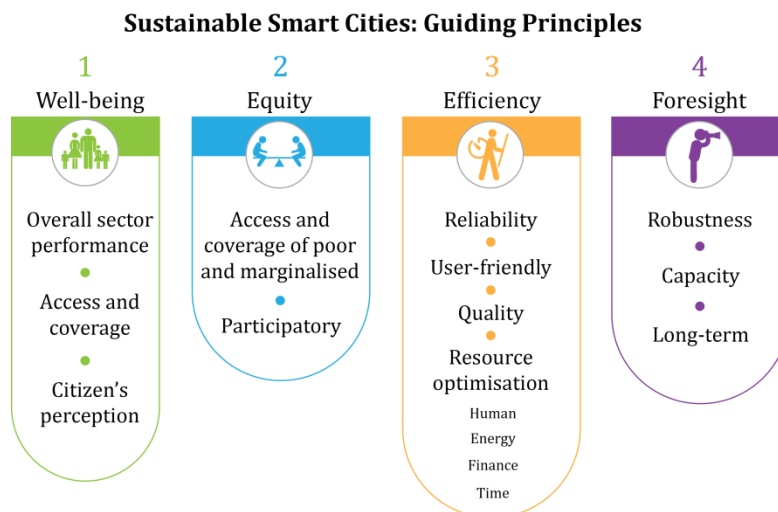 Sustainable Smart Cities: Guiding Principles
1
Well-being
Overall sector
performance
Access and
coverage
Citizen’s
perception
2
Equity
Access and
coverage of poor
and marginalised
Participatory
3
Efficiency
Reliability
User-friendly
Quality
Resource
optimisation
Human
Energy
Finance
Time
4
Foresight
Robustness
Capacity
Long-term